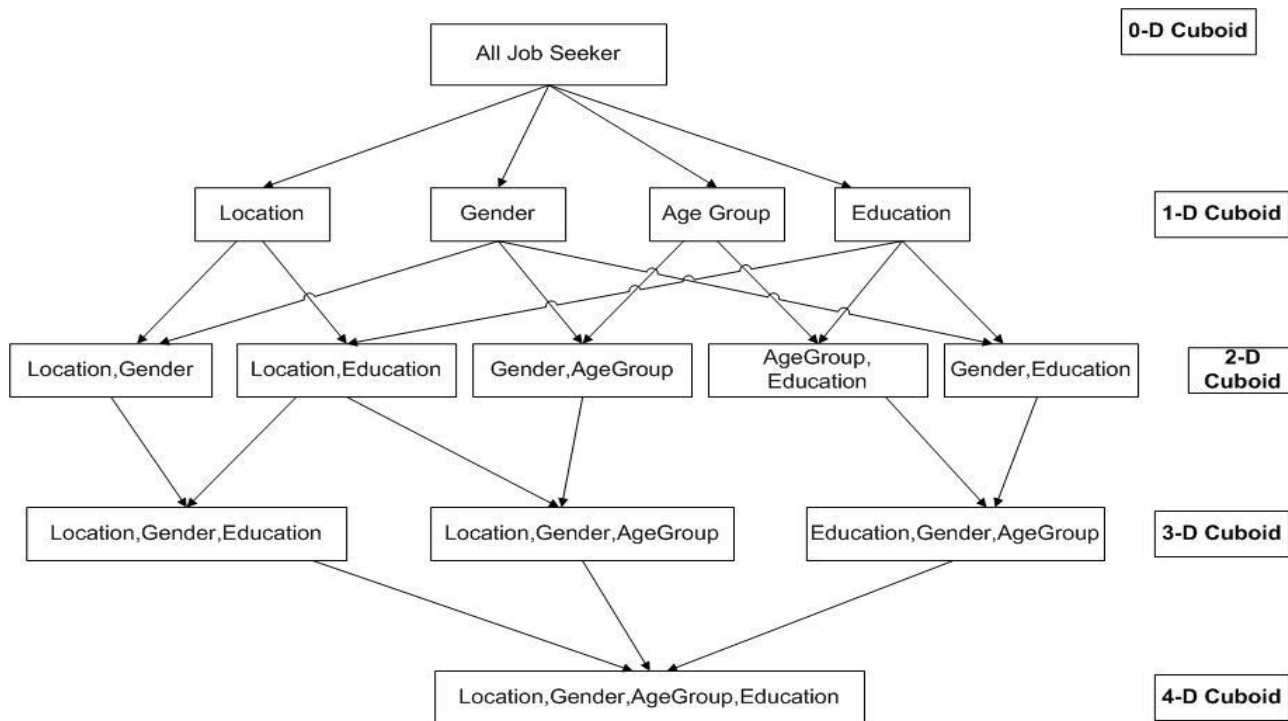 0-D Cuboid
All Job Seeker
Location
Gender
Age Group
Education
1-D Cuboid
Location,Gender
Location,Education
Gender,AgeGroup
AgeGroup,
Education
Gender,Education
2-D
Cuboid
Location,Gender,Education
Location,Gender,AgeGroup
Education,Gender,AgeGroup
3-D Cuboid
Location,Gender,AgeGroup,Education
4-D Cuboid